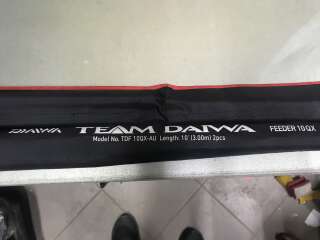 DAIWA TEAM DAIWA FEEDER 10 QX
Model No. TDF 10QX-AU Length: 10' (3.00m) 2pcs